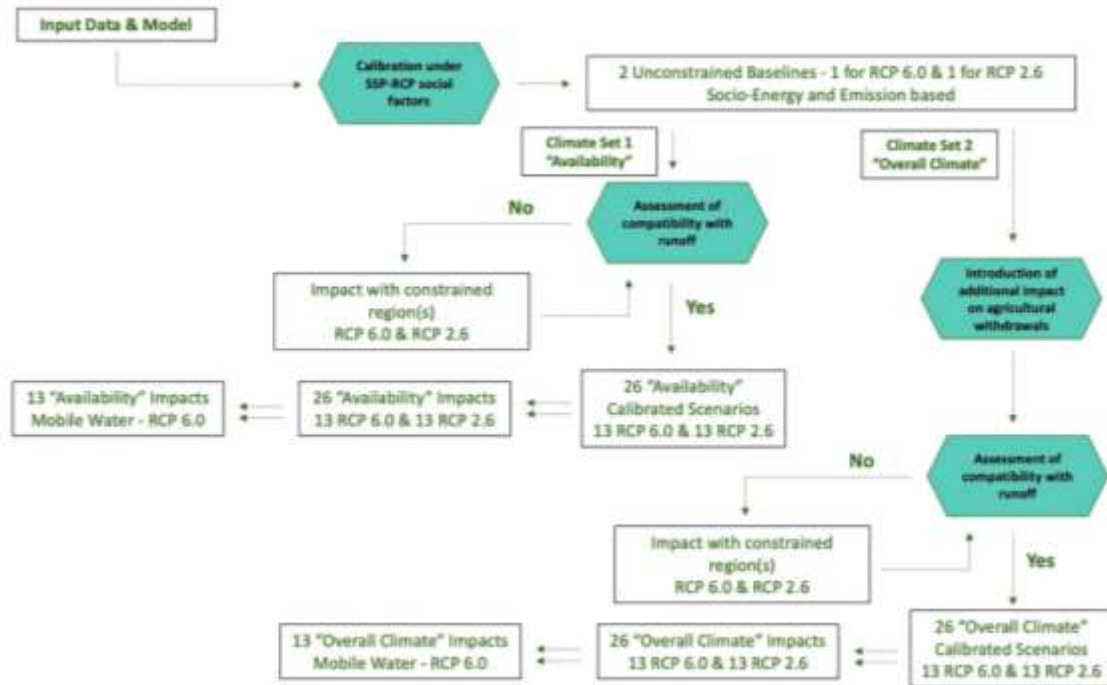 Input Data & Model
Calibration under
SSP-RCP social
factors
2 Unconstrained Baselines - 1 for RCP 6.0 & 1 for RCP 2.6
Socio-Energy and Emission based
Climate Set 1
"Availability"
Climate Set 2
"Overall Climate"
No
Assessment of
compatibility with
runoff
Impact with constrained
region(s)
RCP 6.0 & RCP 2.6
Yes
Introduction of
additional impact
on agricultural
withdrawals
13 "Availability" Impacts
Mobile Water - RCP 6.0
26 "Availability" Impacts
13 RCP 6.0 & 13 RCP 2.6
26 "Availability"
Calibrated Scenarios
13 RCP 6.0 & 13 RCP 2.6
No
Assessment of
compatibility with
runoff
Impact with constrained
region(s)
RCP 6.0 & RCP 2.6
Yes
13 "Overall Climate" Impacts
Mobile Water - RCP 6.0
26 "Overall Climate" Impacts
13 RCP 6.0 & 13 RCP 2.6
26 "Overall Climate"
Calibrated Scenarios
13 RCP 6.0 & 13 RCP 2.6